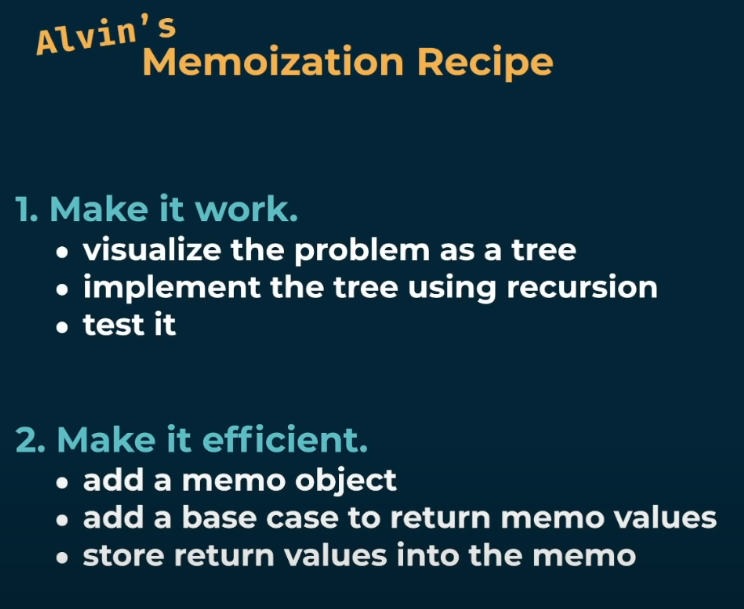 Alvin's
Memoization Recipe
1. Make it work.
• visualize the problem as a tree
• implement the tree using recursion
• test it
2. Make it efficient.
• add a memo object
• add a base case to return memo values
• store return values into the memo